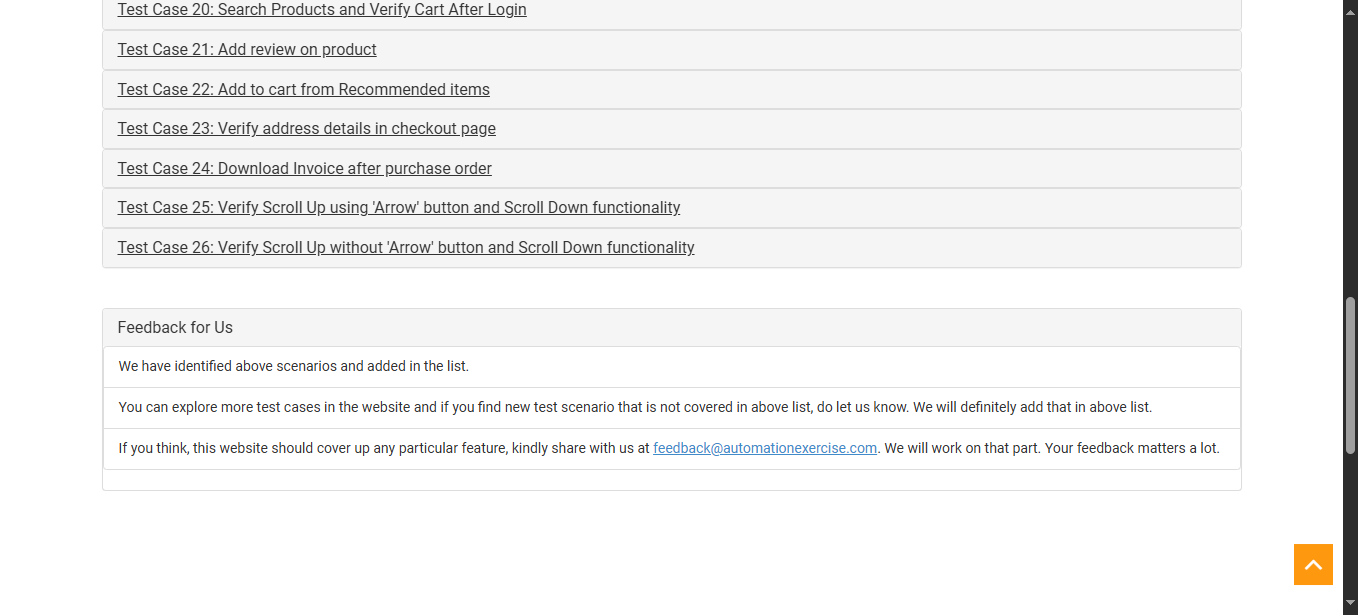 Test Case 20: Search Products and Verify Cart After Login
Test Case 21: Add review on product
Test Case 22: Add to cart from Recommended items
Test Case 23: Verify address details in checkout page
Test Case 24: Download Invoice after purchase order
Test Case 25: Verify Scroll Up using 'Arrow' button and Scroll Down functionality
Test Case 26: Verify Scroll Up without 'Arrow' button and Scroll Down functionality
Feedback for Us
We have identified above scenarios and added in the list.
You can explore more test cases in the website and if you find new test scenario that is not covered in above list, do let us know. We will definitely add that in above list.
If you think, this website should cover up any particular feature, kindly share with us at feedback@automationexercise.com. We will work on that part. Your feedback matters a lot.